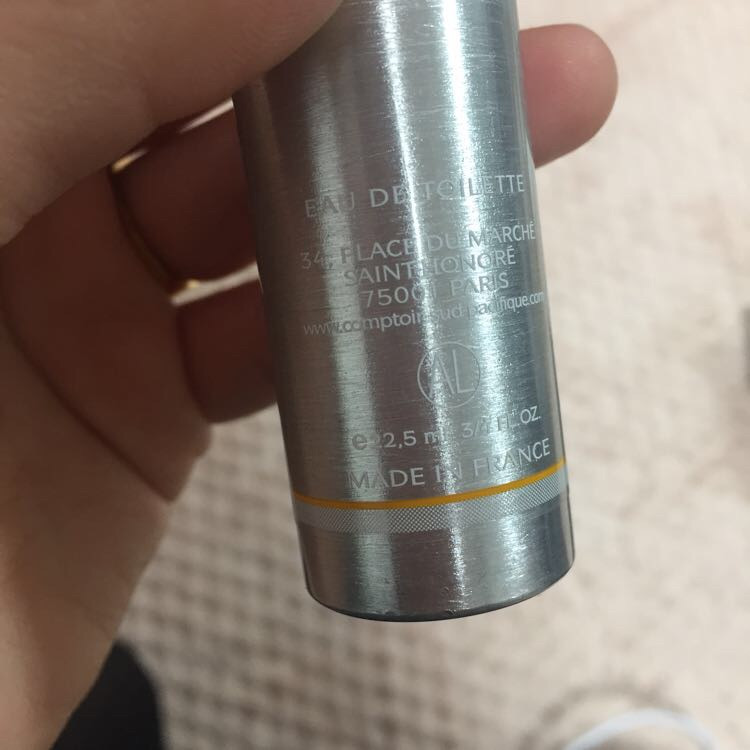 EAU DE TOILETTE
34, PLACE DU MARCHÉ
SAINT-HONORÉ
75001 PARIS
www.comptoir-sud-pacifique.com
AL
e 22,5 ml 3/4 FL.OZ.
MADE IN FRANCE